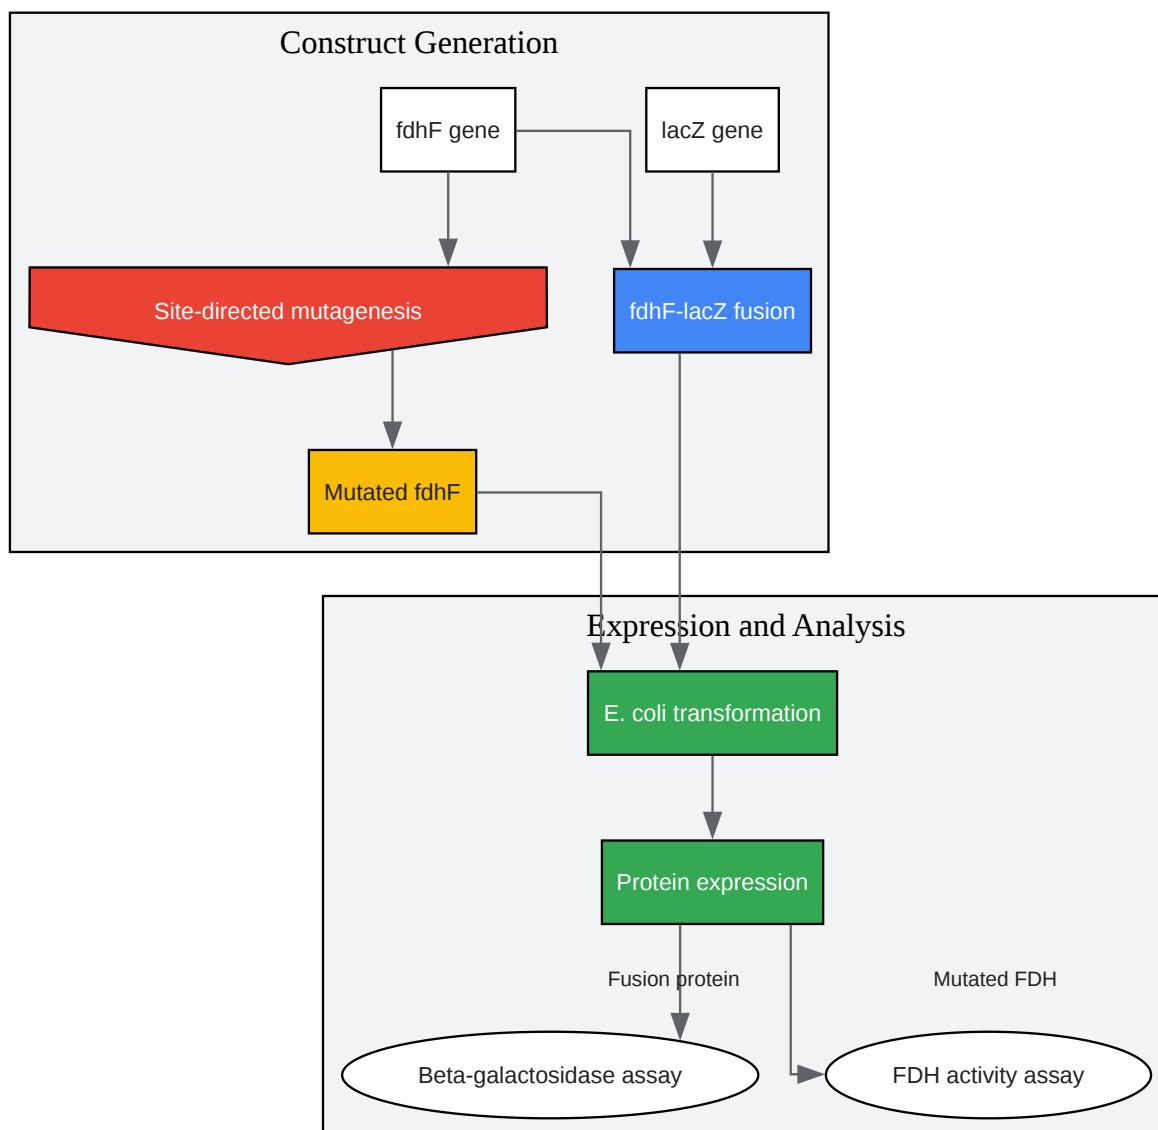 Construct Generation
fdhF gene
lacZ gene
Site-directed mutagenesis
fdhF-lacZ fusion
Mutated fdhF
Expression and Analysis
E. coli transformation
Protein expression
Fusion protein
Mutated FDH
Beta-galactosidase assay
FDH activity assay